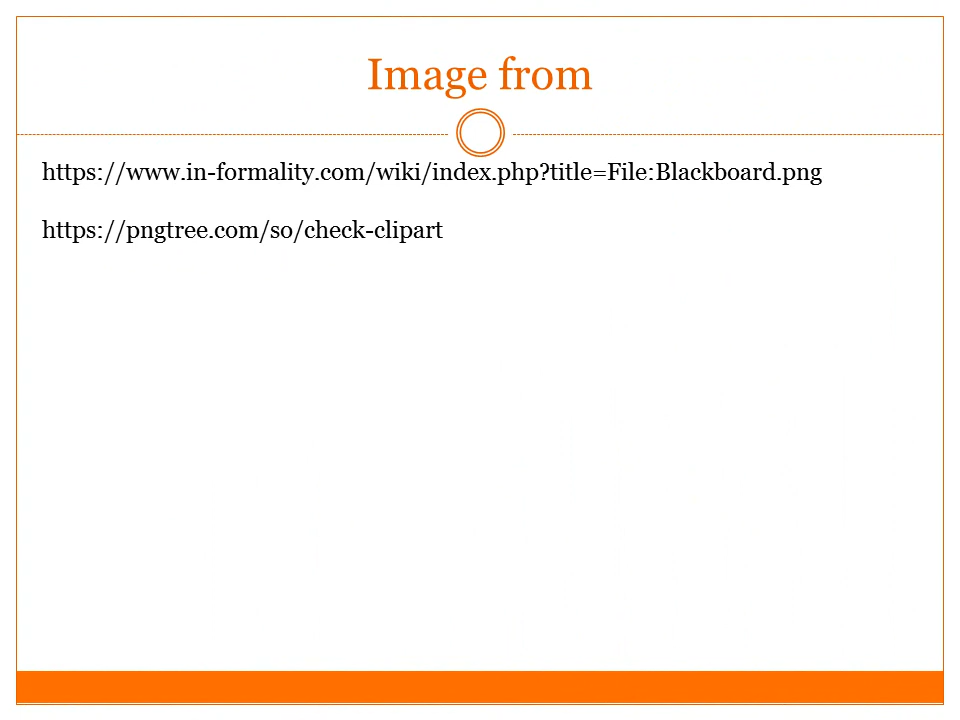 Image from
https://www.in-formality.com/wiki/index.php?title=File:Blackboard.png
https://pngtree.com/so/check-clipart